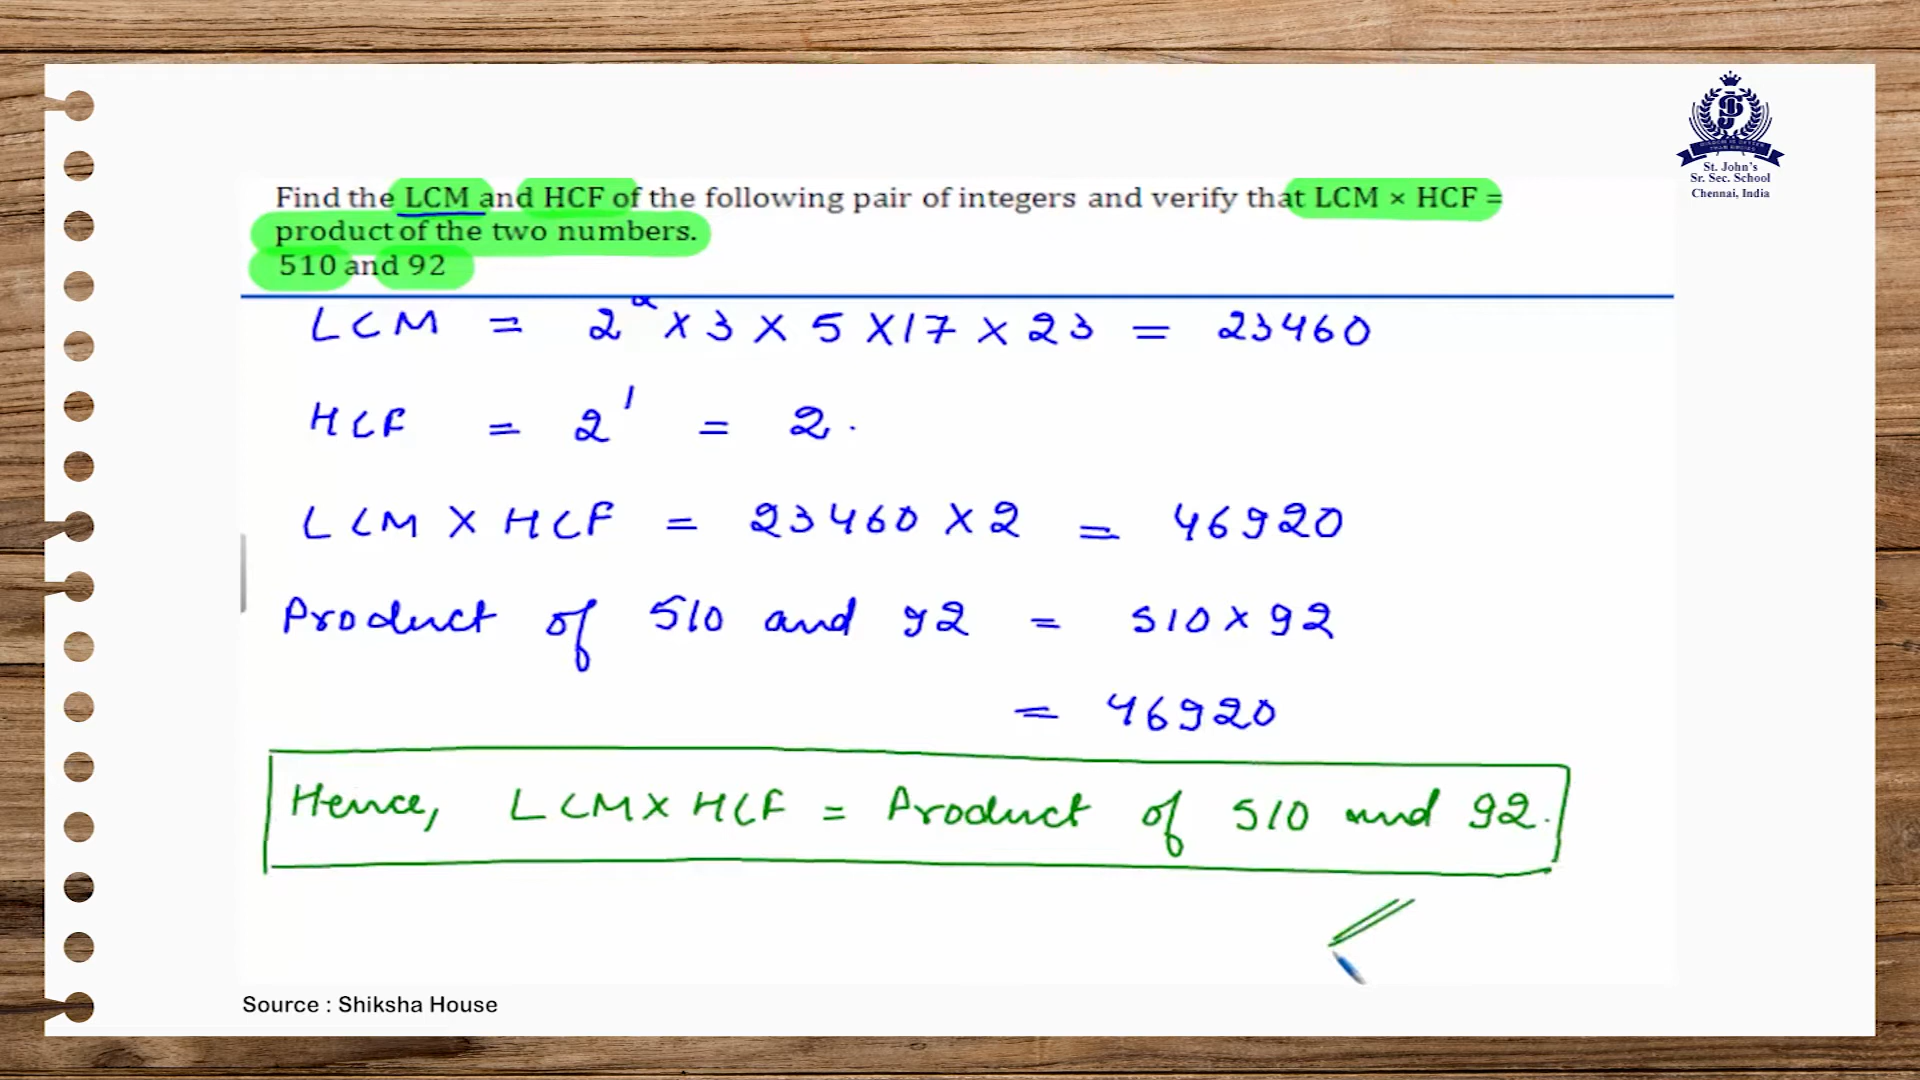 St. John's
Sr. Sec. School
Chennai, India
Find the LCM and HCF of the following pair of integers and verify that LCM × HCF =
product of the two numbers.
510 and 92
LCM = 2² × 3 × 5 × 17 × 23 = 23460
HCF = 2¹ = 2.
LCM × HCF = 23460 × 2 = 46920
Product of 510 and 92 = 510 × 92
= 46920
Hence, LCM × HCF = Product of 510 and 92.
Source : Shiksha House